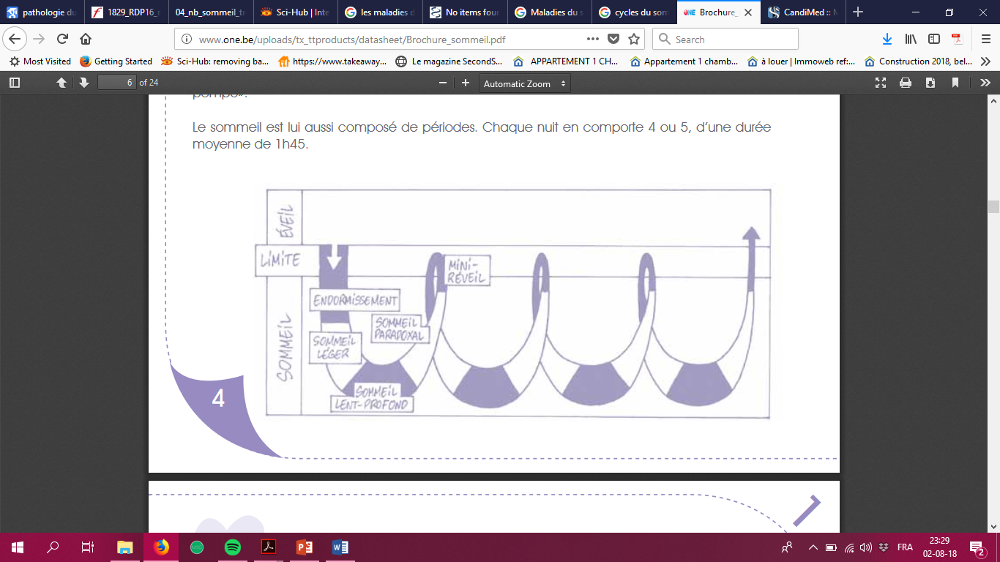 pathologie du
1829_RDP16_r
04_nb_sommeil_tr
Sci-Hub | Inte
les maladies d
No items four
Maladies du s
cycles du som
Brochure_
CandiMed :: M
www.one.be/uploads/tx_ttproducts/datasheet/Brochure_sommeil.pdf
Search
Most Visited
Getting Started
Sci-Hub: removing ba...
https://www.takeaway...
Le magazine SecondS...
APPARTEMENT 1 CH...
Appartement 1 chamb...
à louer | Immoweb ref:...
Construction 2018, bel...
6 of 24
Automatic Zoom
Le sommeil est lui aussi composé de périodes. Chaque nuit en comporte 4 ou 5, d’une durée
moyenne de 1h45.
ÉVEIL
LIMITE
MINI-
RÉVEIL
ENDORMISSEMENT
SOMMEIL
PARADOXAL
SOMMEIL
LÉGER
SOMMEIL
SOMMEIL
LENT-PROFOND
4
1
FRA
23:29
02-08-18
2